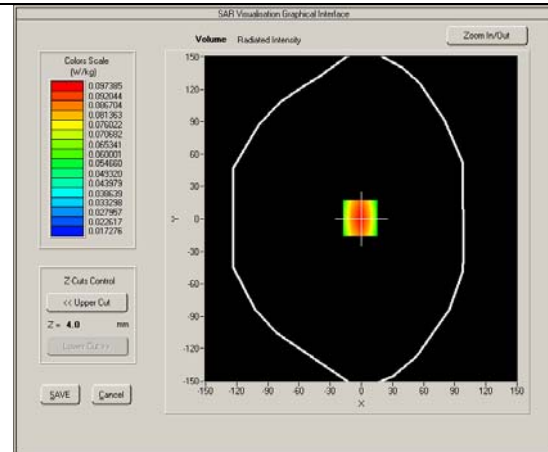 SAR Visualisation Graphical Interface
Volume Radiated Intensity
Zoom In/Out
Colors Scale
(W/kg)
0.097385
0.092044
0.086704
0.081363
0.076022
0.070682
0.065341
0.060001
0.054660
0.049320
0.043979
0.038639
0.033298
0.027957
0.022617
0.017276
Z-Cuts Control
<< Upper Cut
Z = 4.0 mm
Lower Cut >>
SAVE Cancel
150
120
90
60
30
0
-30
-60
-90
-120
-150
Y
-150 -120 -90 -60 -30 0 30 60 90 120 150
X